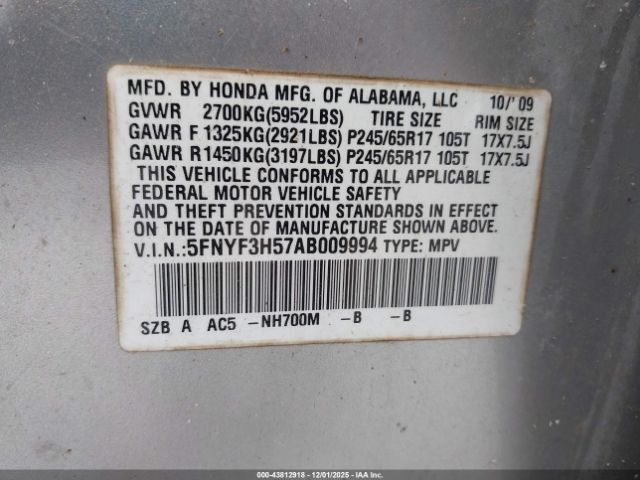 MFD. BY HONDA MFG. OF ALABAMA, LLC 10/'09
GVWR 2700KG(5952LBS) TIRE SIZE RIM SIZE
GAWR F 1325KG(2921LBS) P245/65R17 105T 17X7.5J
GAWR R1450KG(3197LBS) P245/65R17 105T 17X7.5J
THIS VEHICLE CONFORMS TO ALL APPLICABLE
FEDERAL MOTOR VEHICLE SAFETY
AND THEFT PREVENTION STANDARDS IN EFFECT
ON THE DATE OF MANUFACTURE SHOWN ABOVE.
V.I.N.:5FNYF3H57AB009994 TYPE: MPV
SZB A AC5 -NH700M -B -B
000-43812918 - 12/01/2025 - IAAI.COM